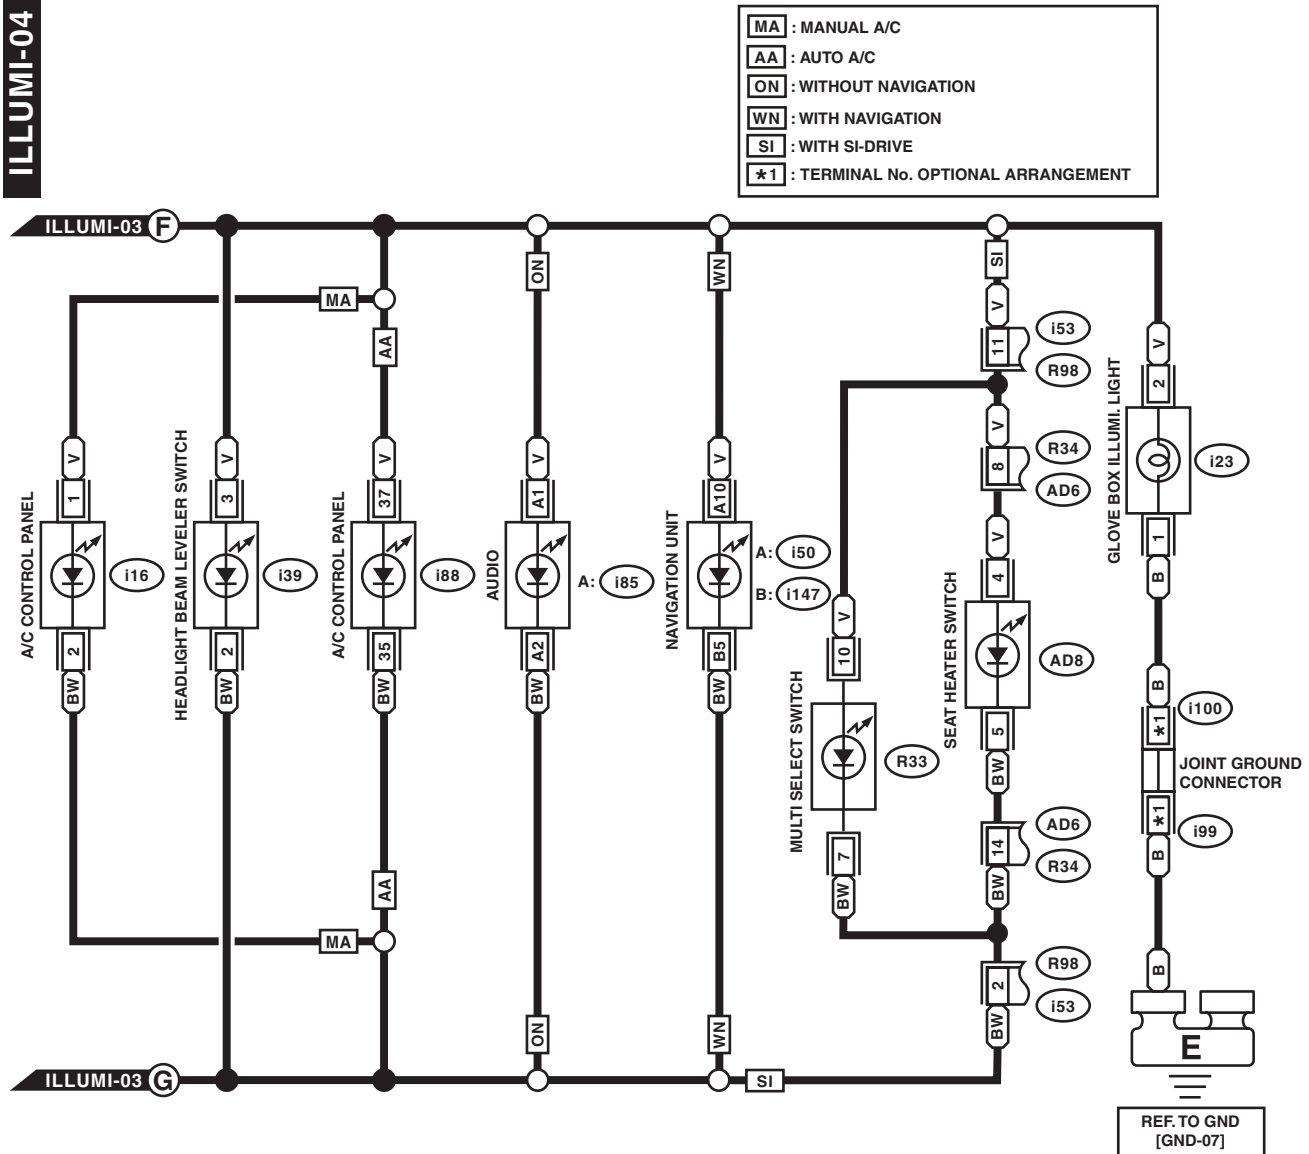 ILLUMI-04
MA : MANUAL A/C
AA : AUTO A/C
ON : WITHOUT NAVIGATION
WN : WITH NAVIGATION
SI : WITH SI-DRIVE
*1 : TERMINAL No. OPTIONAL ARRANGEMENT
ILLUMI-03 F
MA
AA
ON
WN
SI
V
11
i53
R98
V
8
R34
AD6
V
2
GLOVE BOX ILLUMI. LIGHT
i23
1
B
A/C CONTROL PANEL
V
1
i16
2
BW
HEADLIGHT BEAM LEVELER SWITCH
V
3
i39
2
BW
A/C CONTROL PANEL
V
37
i88
35
BW
AUDIO
V
A1
A: i85
A2
BW
NAVIGATION UNIT
V
A10
A: i50
B: i147
B5
BW
MULTI SELECT SWITCH
V
10
R33
7
BW
SEAT HEATER SWITCH
V
4
AD8
5
BW
AD6
14
R34
BW
R98
2
i53
BW
B
*1
i100
JOINT GROUND
CONNECTOR
*1
i99
B
B
E
AA
MA
ON
WN
ILLUMI-03 G
SI
REF. TO GND
[GND-07]